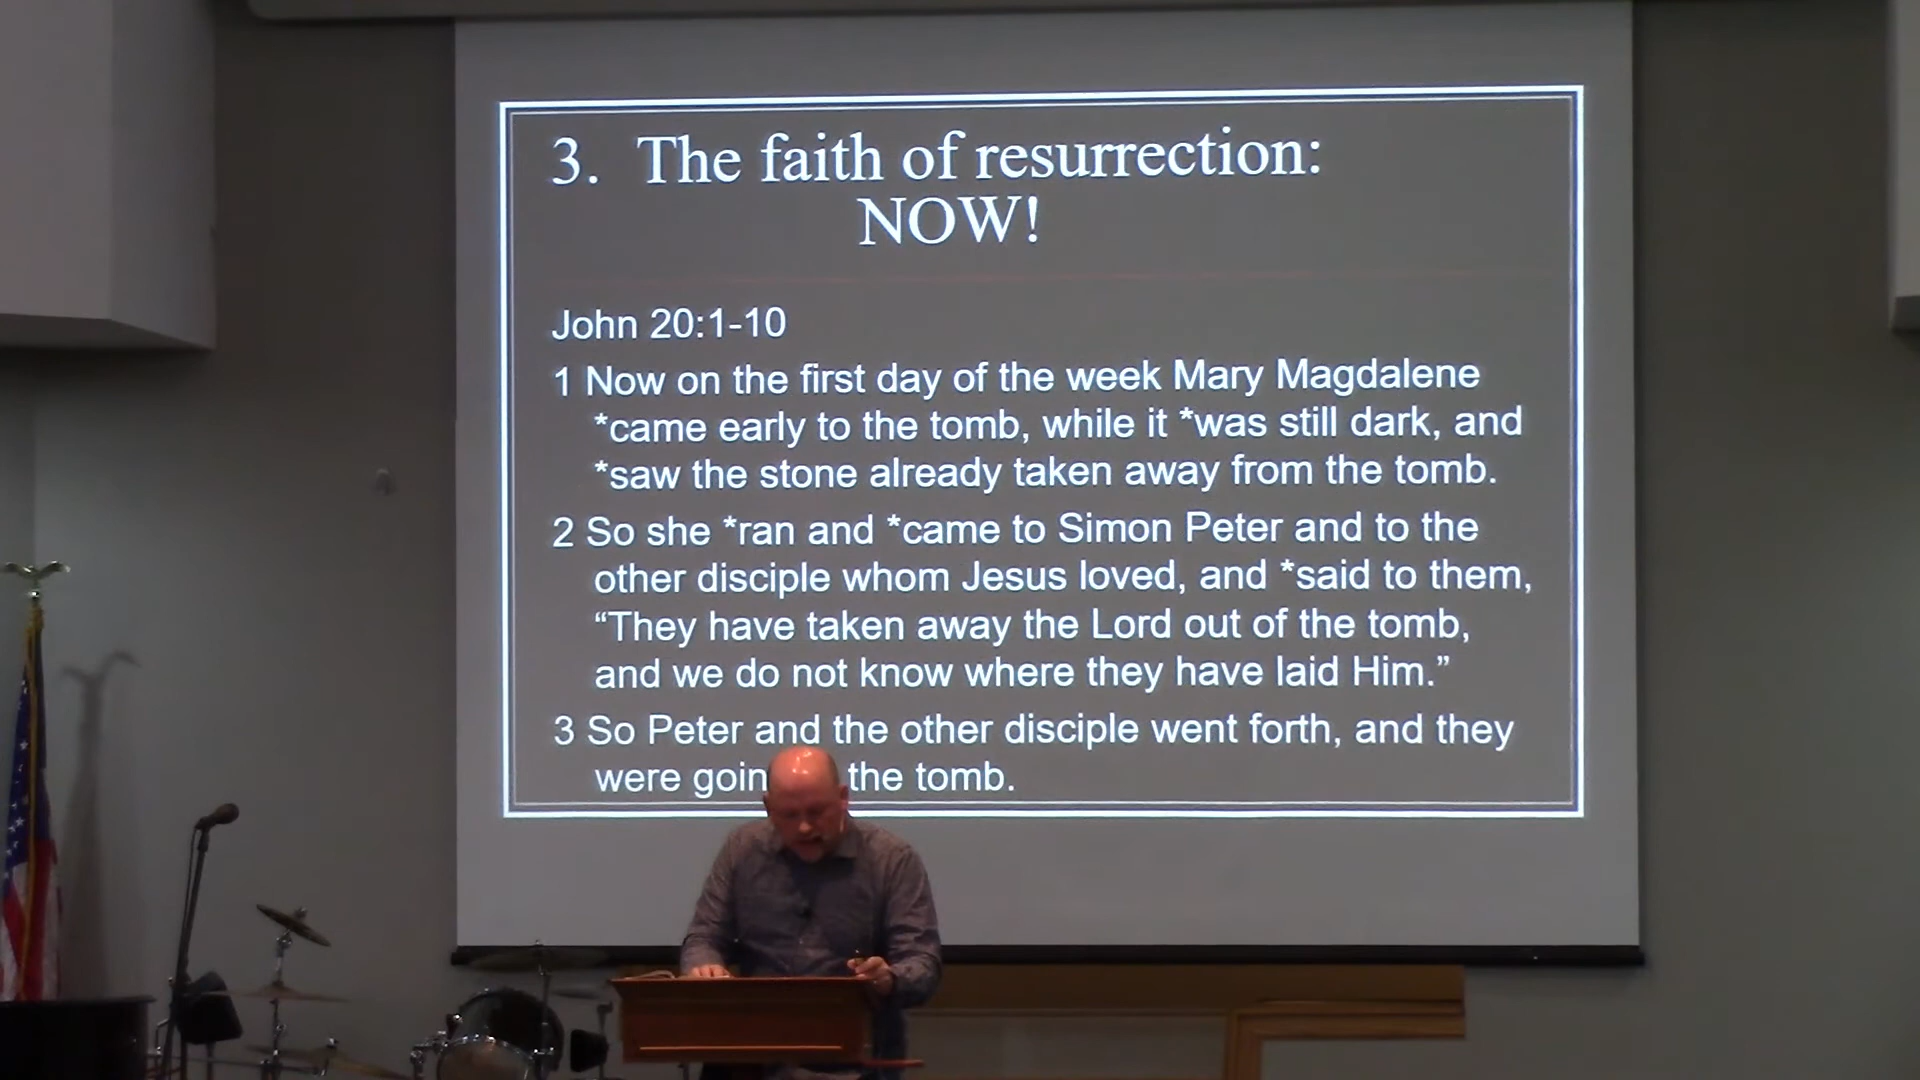 3. The faith of resurrection:
NOW!
John 20:1-10
1 Now on the first day of the week Mary Magdalene
*came early to the tomb, while it *was still dark, and
*saw the stone already taken away from the tomb.
2 So she *ran and *came to Simon Peter and to the
other disciple whom Jesus loved, and *said to them,
“They have taken away the Lord out of the tomb,
and we do not know where they have laid Him.”
3 So Peter and the other disciple went forth, and they
were goin the tomb.